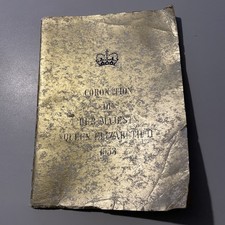 CORONATION
OF
HER MAJESTY
QUEEN ELIZABETH II
1953